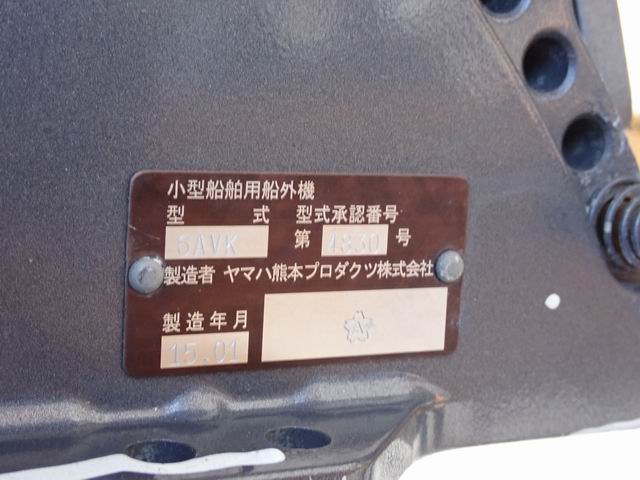 小型船舶用船外機
型 式 型式承認番号
6AVK 第 4830 号
製造者 ヤマハ熊本プロダクツ株式会社
製造年月
15.01